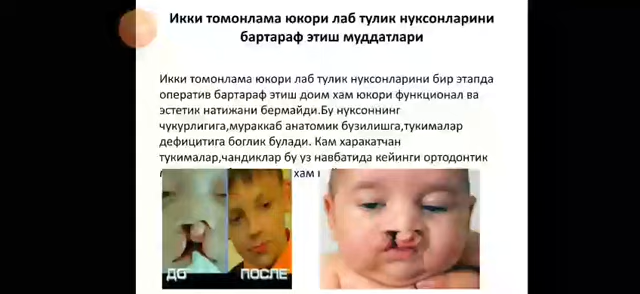 Икки томонлама юкори лаб тулик нуксонларини
бартараф этиш муддатлари
Икки томонлама юкори лаб тулик нуксонларини бир этапда
оператив бартараф этиш доим хам юкори функционал ва
эстетик натижани бермайди.Бу нуксоннинг
чукурлигига,мураккаб анатомик бузилишга,тукималар
дефицитига боглик булади. Кам харакатчан
тукималар,чандиклар бу уз навбатида кейинги ортодонтик
хам
ДО ПОСЛЕ